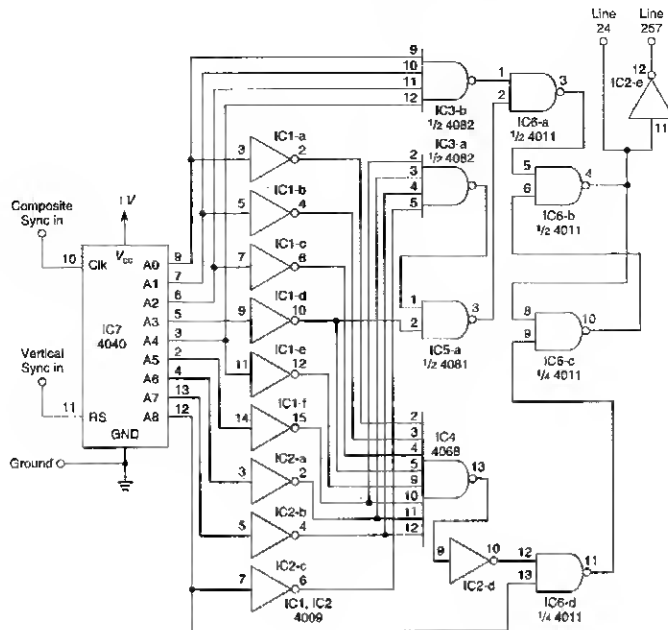 Line
24
Line
257
12
IC2-e
11
9
10
11
12
IC3-b
1/2 4082
1
2
3
IC6-a
1/2 4011
IC3-a
1/2 4082
2
3
4
5
5
6
4
IC6-b
1/2 4011
IC1-a
3
2
IC1-b
5
4
IC1-c
7
6
IC1-d
9
10
IC1-e
11
12
IC1-f
14
15
IC2-a
3
2
IC2-b
5
4
IC2-c
7
6
IC1, IC2
4009
Composite
Sync in
10
Clk
Vcc
IC7
4040
Vertical
Sync in
11
RS
GND
Ground
A0
A1
A2
A3
A4
A5
A6
A7
A8
9
7
6
5
3
2
4
13
12
1
2
3
IC5-a
1/2 4081
8
9
10
IC6-c
1/4 4011
2
3
4
5
9
10
11
12
IC4
4068
13
9
10
IC2-d
12
13
11
IC6-d
1/4 4011